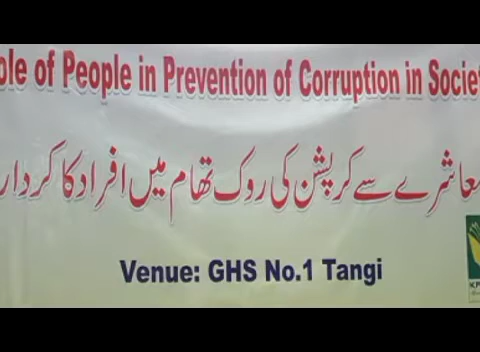 ole of People in Prevention of Corruption in Societ
معاشرے سے کرپشن کی روک تھام میں افراد کا کردار
Venue: GHS No.1 Tangi
KP